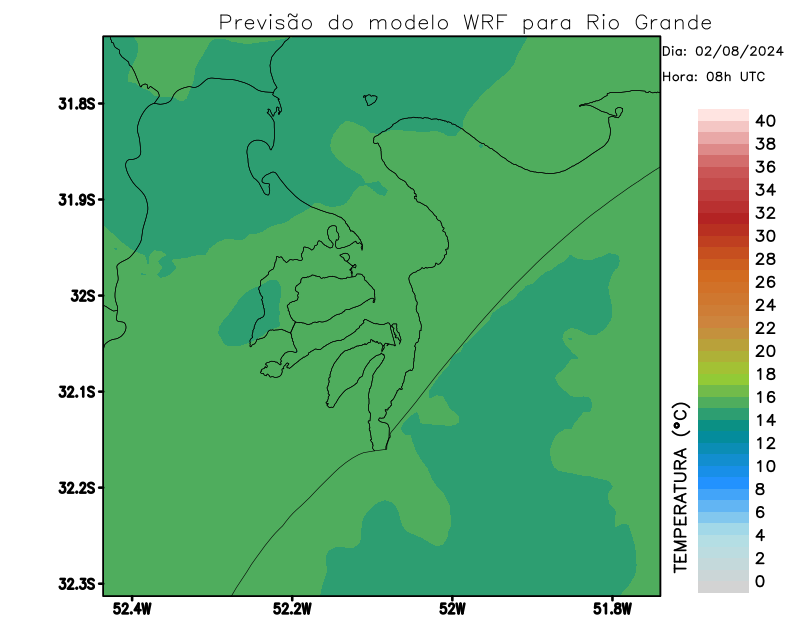 Previsão do modelo WRF para Rio Grande
Dia: 02/08/2024
Hora: 08h UTC
31.8S
31.9S
32S
32.1S
32.2S
32.3S
52.4W
52.2W
52W
51.8W
TEMPERATURA (°C)
40
38
36
34
32
30
28
26
24
22
20
18
16
14
12
10
8
6
4
2
0